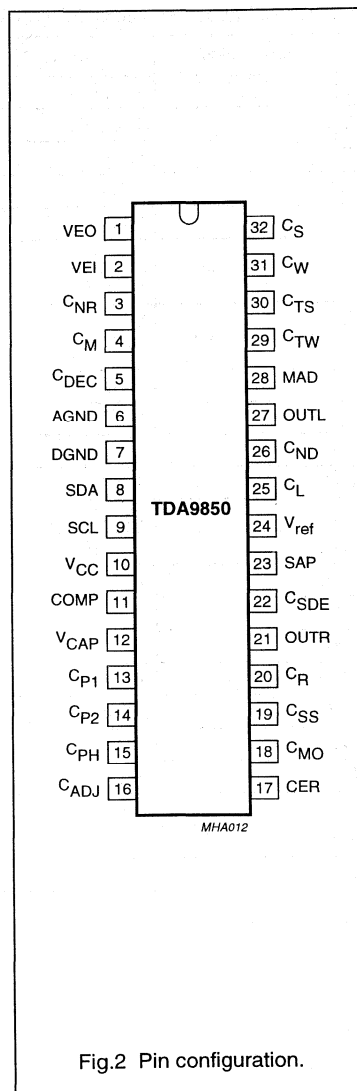 VEO 1 32 CS
VEI 2 31 CW
CNR 3 30 CTS
CM 4 29 CTW
CDEC 5 28 MAD
AGND 6 27 OUTL
DGND 7 26 CND
SDA 8 25 CL
TDA9850
SCL 9 24 Vref
VCC 10 23 SAP
COMP 11 22 CSDE
VCAP 12 21 OUTR
CP1 13 20 CR
CP2 14 19 CSS
CPH 15 18 CMO
CADJ 16 17 CER
MHA012
Fig.2 Pin configuration.